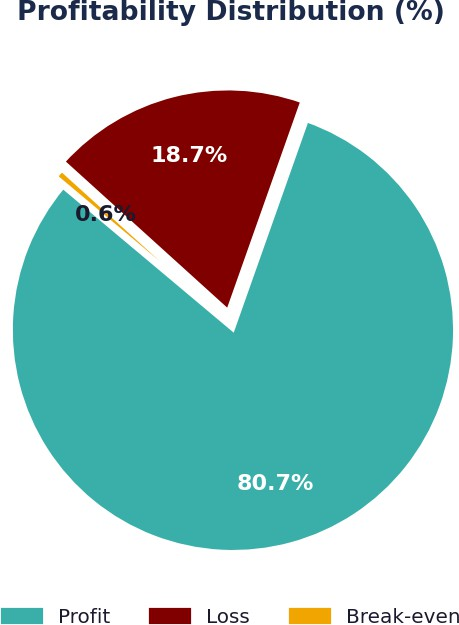 Profitability Distribution (%)
18.7%
0.6%
80.7%
Profit Loss Break-even